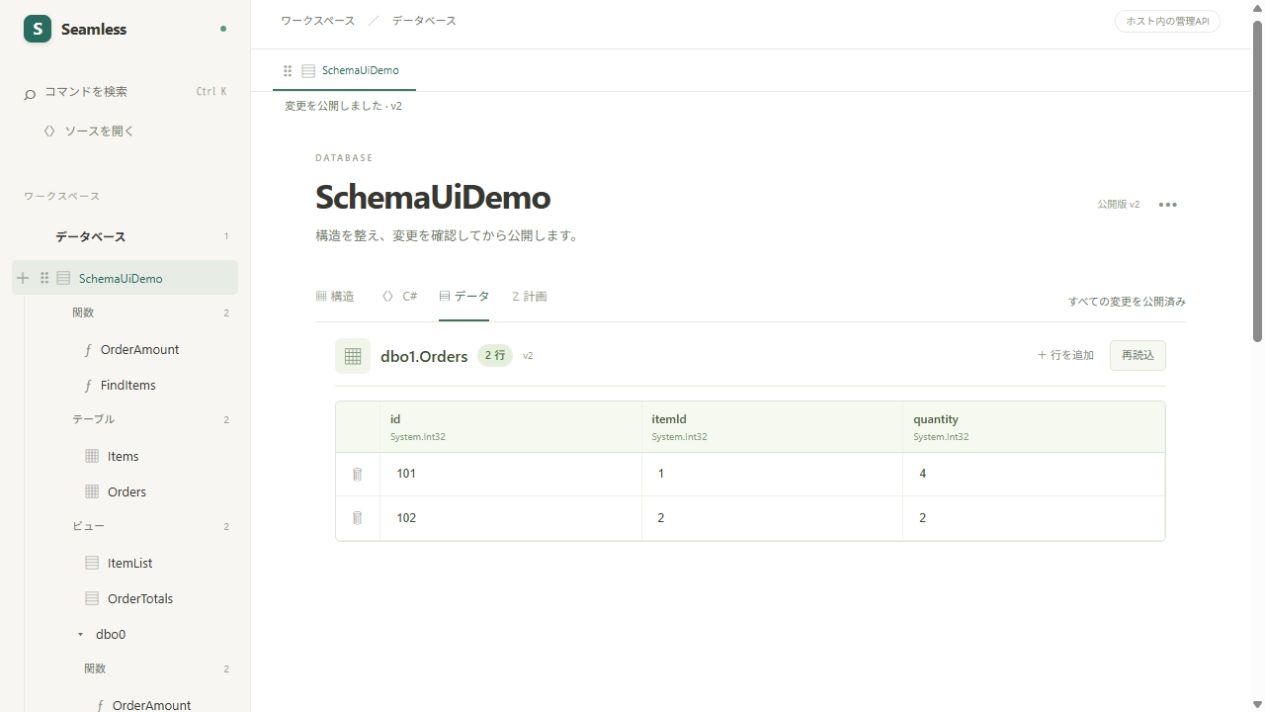 S Seamless
コマンドを検索 Ctrl K
ソースを開く
ワークスペース
データベース 1
SchemaUiDemo
関数 2
OrderAmount
FindItems
テーブル 2
Items
Orders
ビュー 2
ItemList
OrderTotals
dbo0
関数 2
OrderAmount
ワークスペース / データベース
ホスト内の管理API
SchemaUiDemo
変更を公開しました · v2
DATABASE
SchemaUiDemo
公開版 v2
構造を整え、変更を確認してから公開します。
構造 C# データ 計画
すべての変更を公開済み
dbo1.Orders 2 行 v2
+ 行を追加 再読込
id itemId quantity
System.Int32 System.Int32 System.Int32
101 1 4
102 2 2